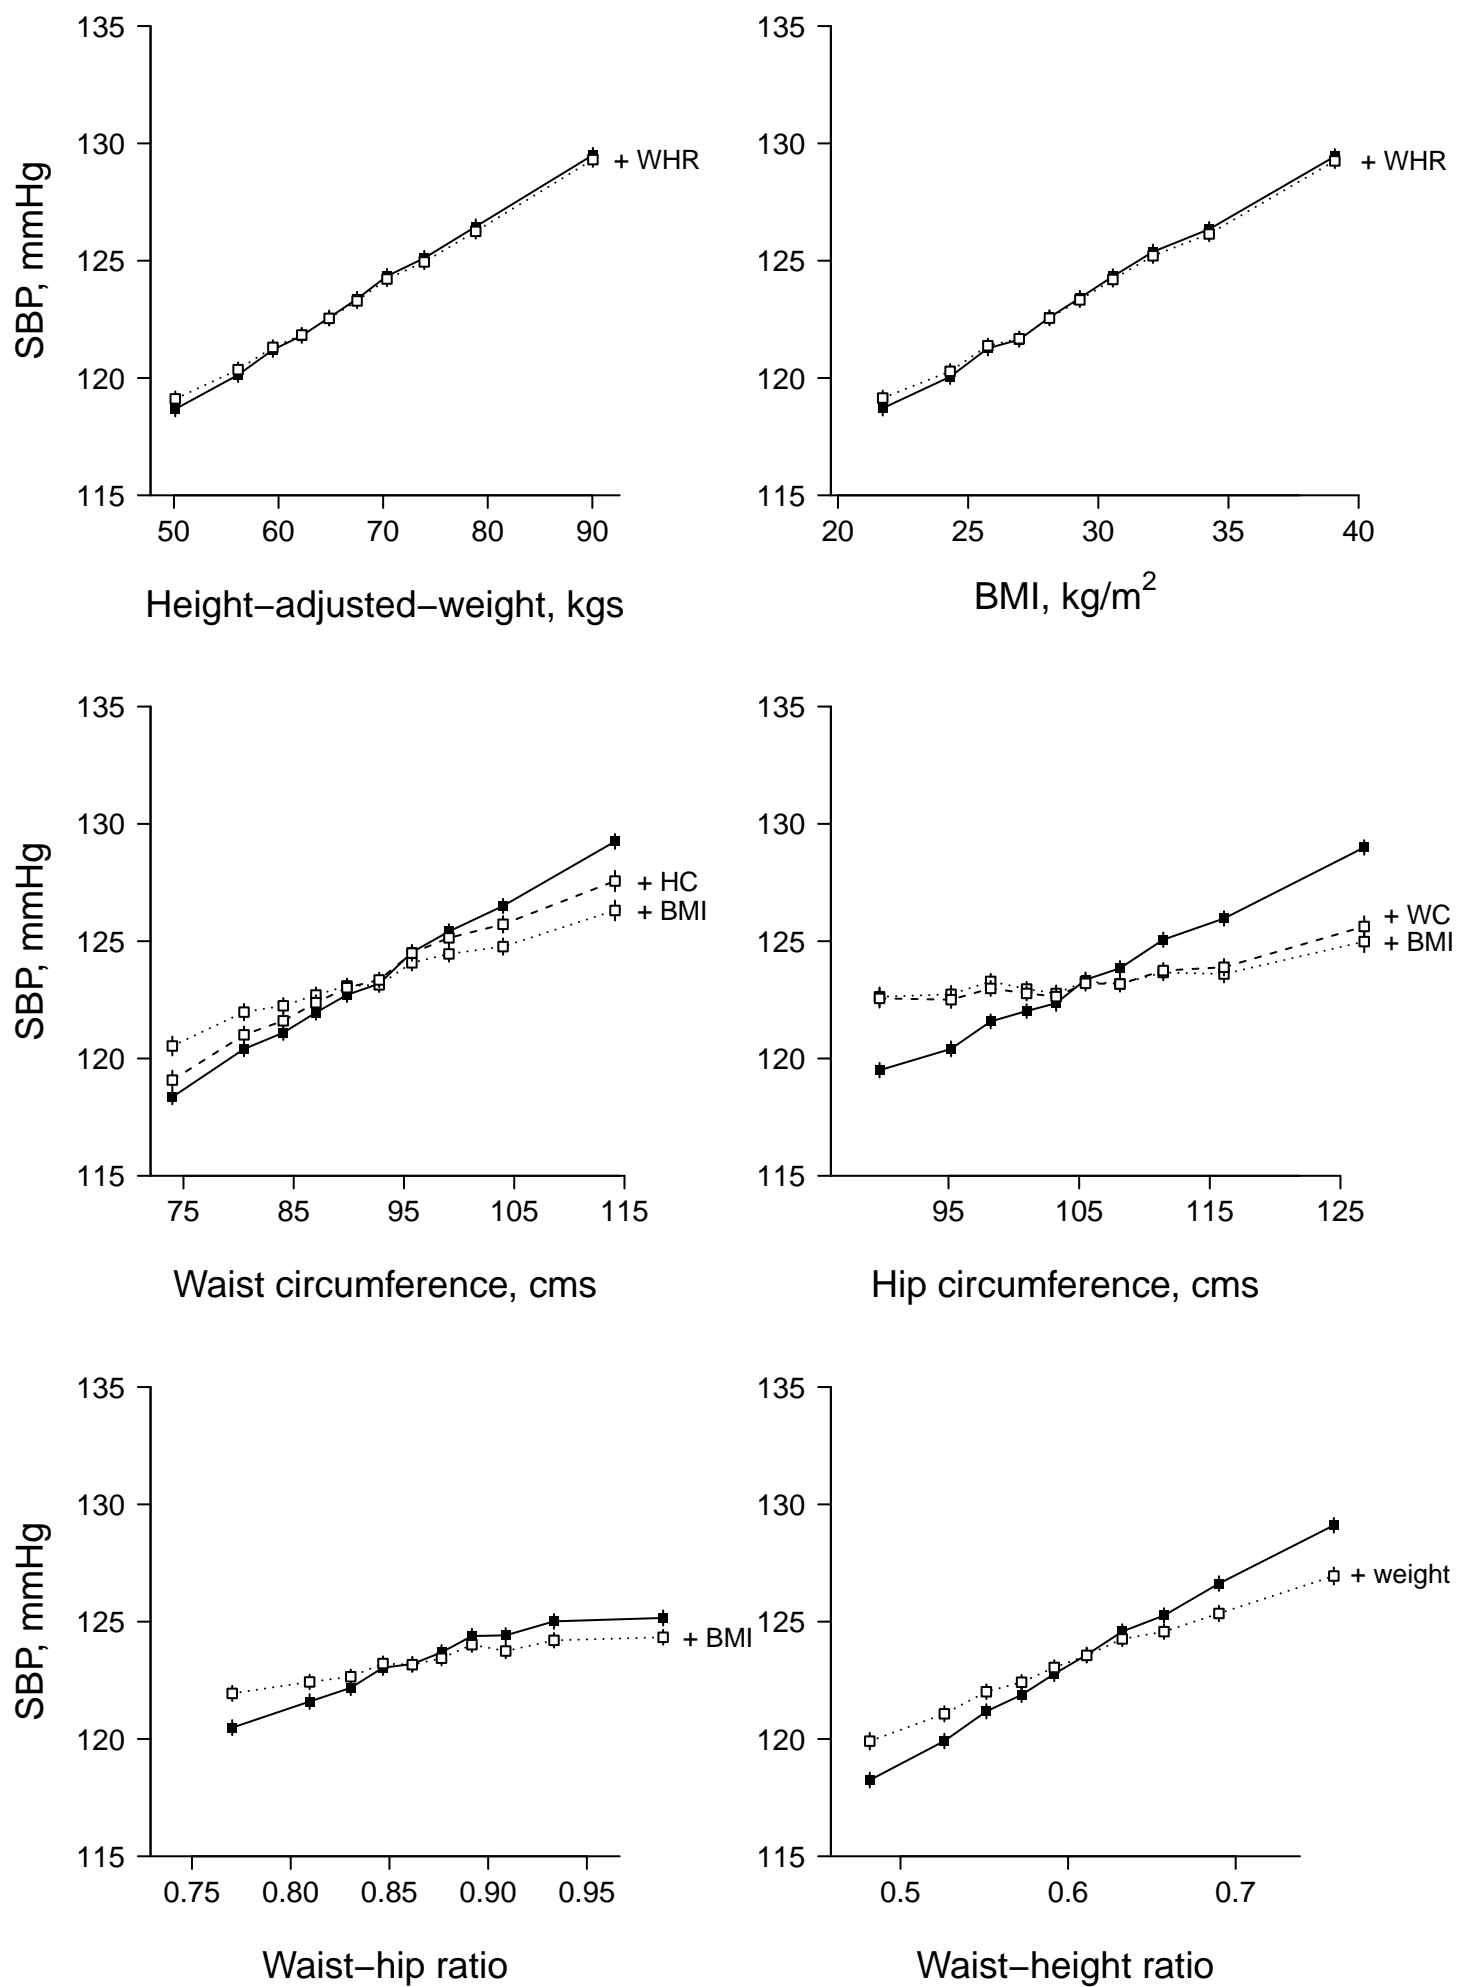 135
130
125
120
115
SBP, mmHg
+ WHR
50 60 70 80 90
Height−adjusted−weight, kgs
135
130
125
120
115
+ WHR
20 25 30 35 40
BMI, kg/m²
135
130
125
120
115
SBP, mmHg
+ HC
+ BMI
75 85 95 105 115
Waist circumference, cms
135
130
125
120
115
+ WC
+ BMI
95 105 115 125
Hip circumference, cms
135
130
125
120
115
SBP, mmHg
+ BMI
0.75 0.80 0.85 0.90 0.95
Waist−hip ratio
135
130
125
120
115
+ weight
0.5 0.6 0.7
Waist−height ratio